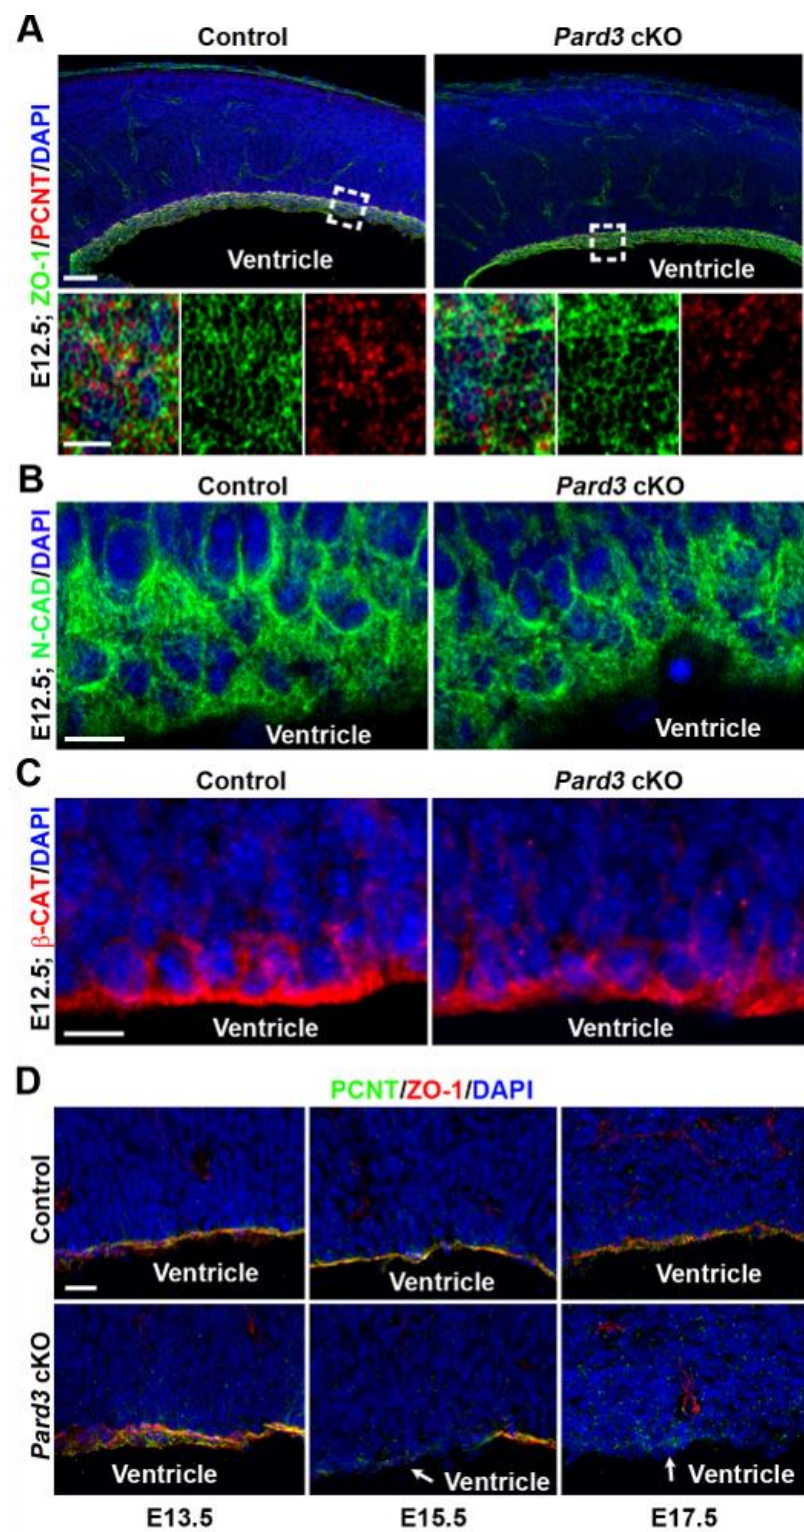 A
Control
Pard3 cKO
E12.5; ZO-1/PCNT/DAPI
Ventricle
Ventricle
B
Control
Pard3 cKO
E12.5; N-CAD/DAPI
Ventricle
Ventricle
C
Control
Pard3 cKO
E12.5; β-CAT/DAPI
Ventricle
Ventricle
D
PCNT/ZO-1/DAPI
Control
Ventricle
Ventricle
Ventricle
Pard3 cKO
Ventricle
Ventricle
Ventricle
E13.5
E15.5
E17.5